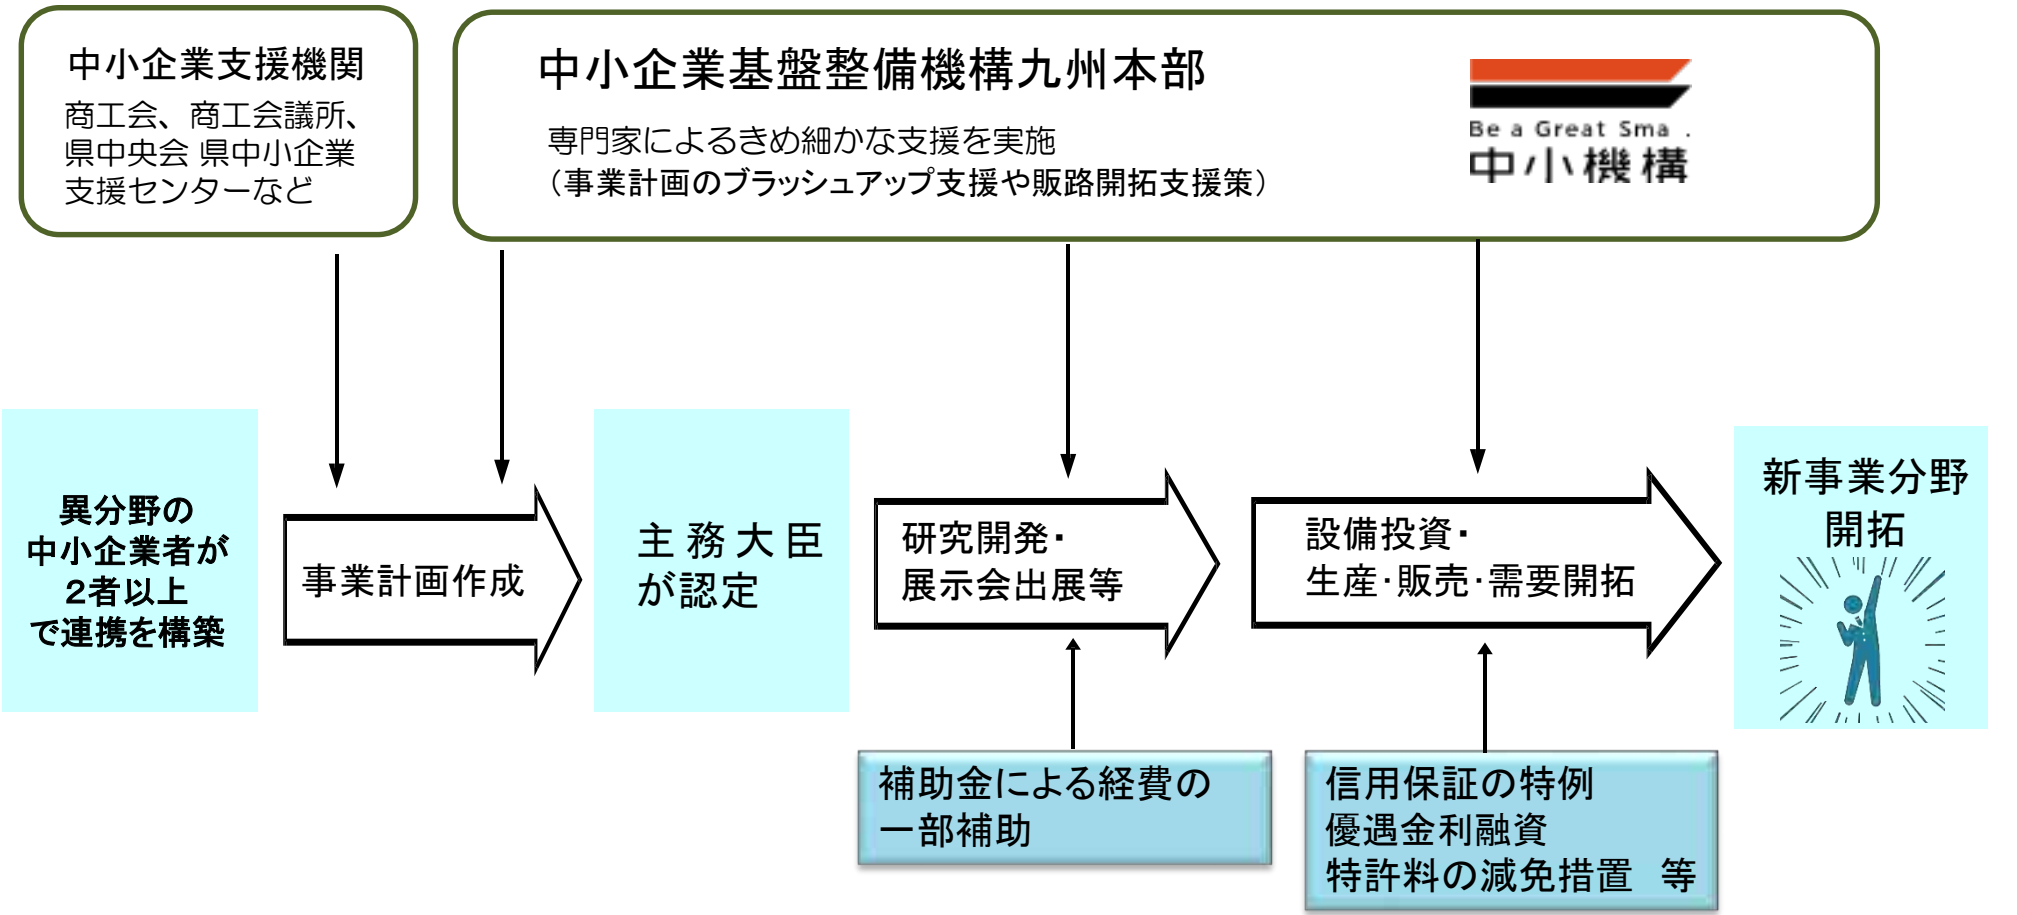 中小企業支援機関
商工会、商工会議所、
県中央会 県中小企業
支援センターなど
中小企業基盤整備機構九州本部
専門家によるきめ細かな支援を実施
（事業計画のブラッシュアップ支援や販路開拓支援策）
Be a Great Sma .
中小機構
異分野の
中小企業者が
２者以上
で連携を構築
事業計画作成
主務大臣
が認定
研究開発・
展示会出展等
設備投資・
生産・販売・需要開拓
新事業分野
開拓
補助金による経費の
一部補助
信用保証の特例
優遇金利融資
特許料の減免措置　等